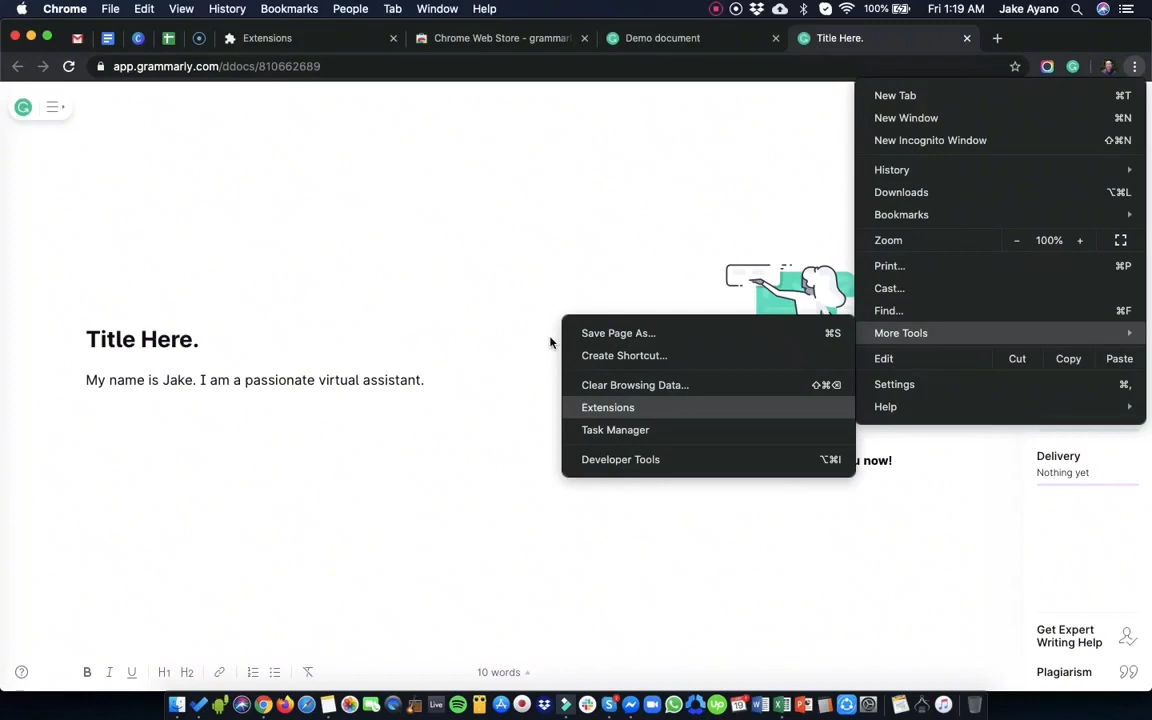 Chrome File Edit View History Bookmarks People Tab Window Help 100% Fri 1:19 AM Jake Ayano
Extensions Chrome Web Store - grammarl Demo document Title Here.
app.grammarly.com/ddocs/810662689
New Tab ⌘T
New Window ⌘N
New Incognito Window ⇧⌘N
History
Downloads ⌥⌘L
Bookmarks
Zoom − 100% +
Print... ⌘P
Cast...
Find... ⌘F
More Tools
Edit Cut Copy Paste
Settings ⌘,
Help
Save Page As... ⌘S
Create Shortcut...
Clear Browsing Data... ⇧⌘⌫
Extensions
Task Manager
Developer Tools ⌥⌘I
Title Here.
My name is Jake. I am a passionate virtual assistant.
now!
Delivery
Nothing yet
Get Expert
Writing Help
Plagiarism
B I U H1 H2
10 words
Live
Up
19